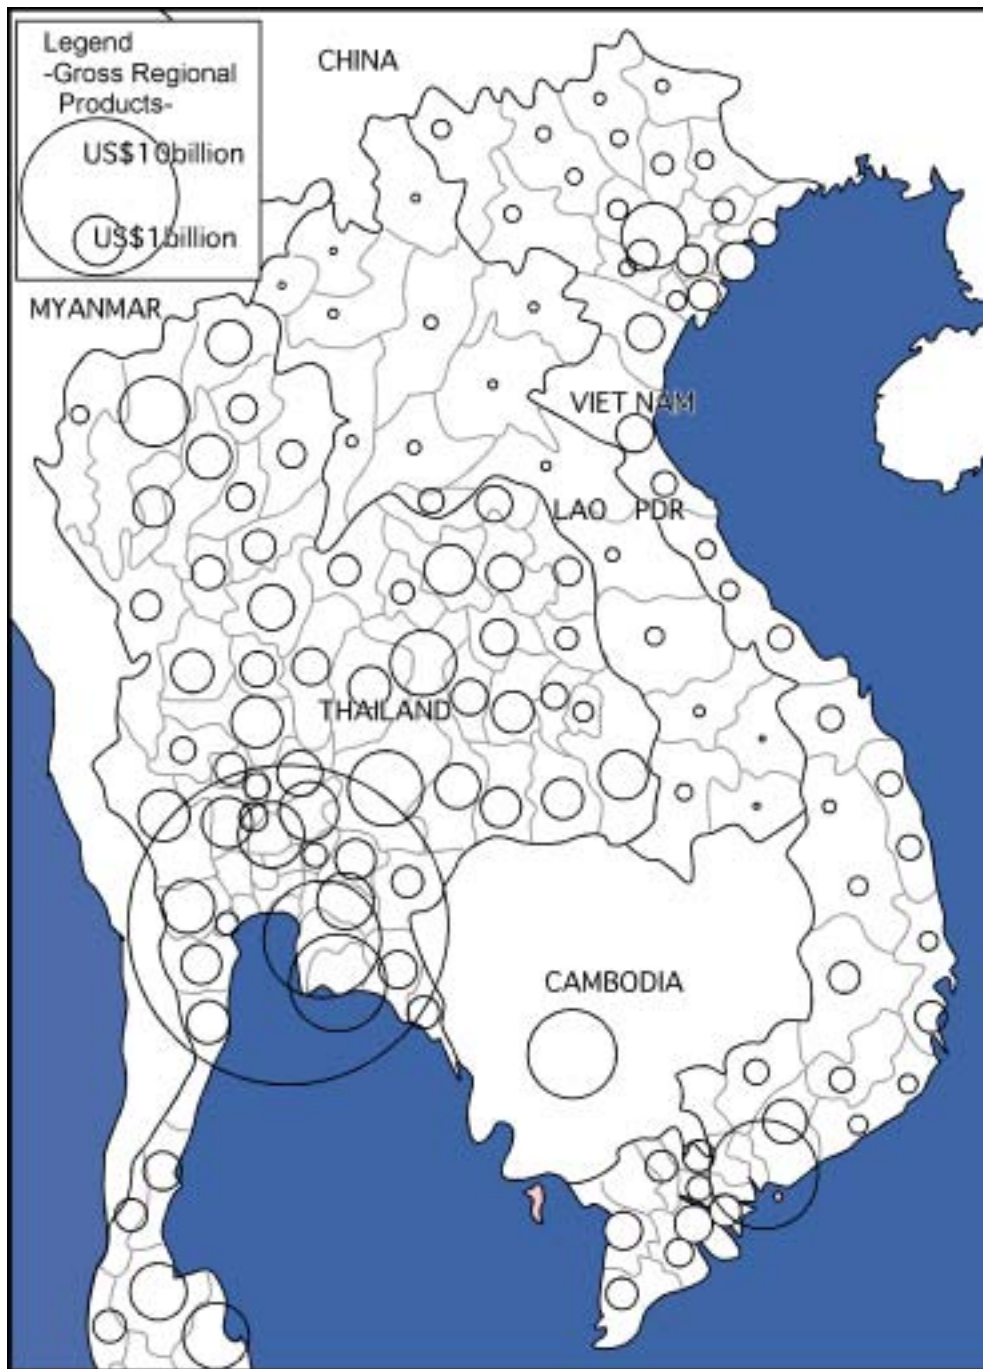 Legend
-Gross Regional
Products-
US$10billion
US$1billion
CHINA
MYANMAR
VIET NAM
LAO PDR
THAILAND
CAMBODIA